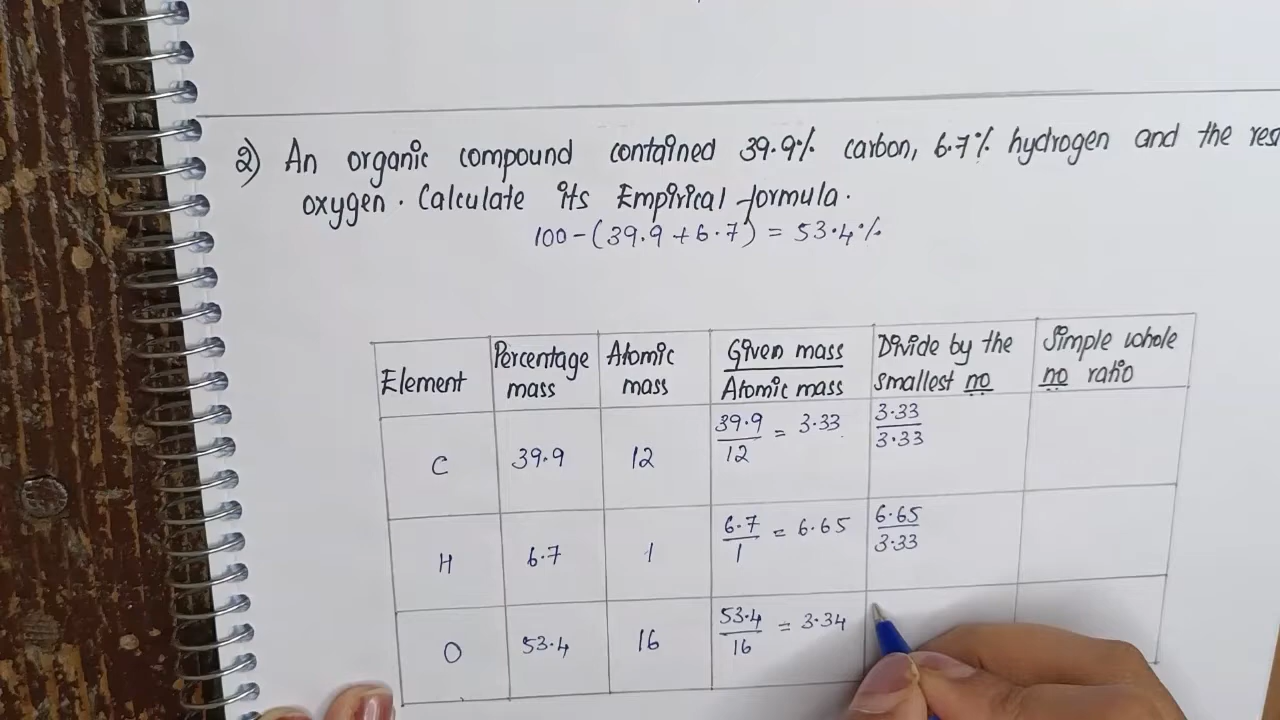 2) An organic compound contained 39.9% carbon, 6.7% hydrogen and the res
oxygen. Calculate its Empirical formula.
100-(39.9+6.7) = 53.4%
Element Percentage mass Atomic mass Given mass / Atomic mass Divide by the smallest no Simple whole no ratio
C 39.9 12 39.9/12 = 3.33 3.33/3.33
H 6.7 1 6.7/1 = 6.65 6.65/3.33
O 53.4 16 53.4/16 = 3.34